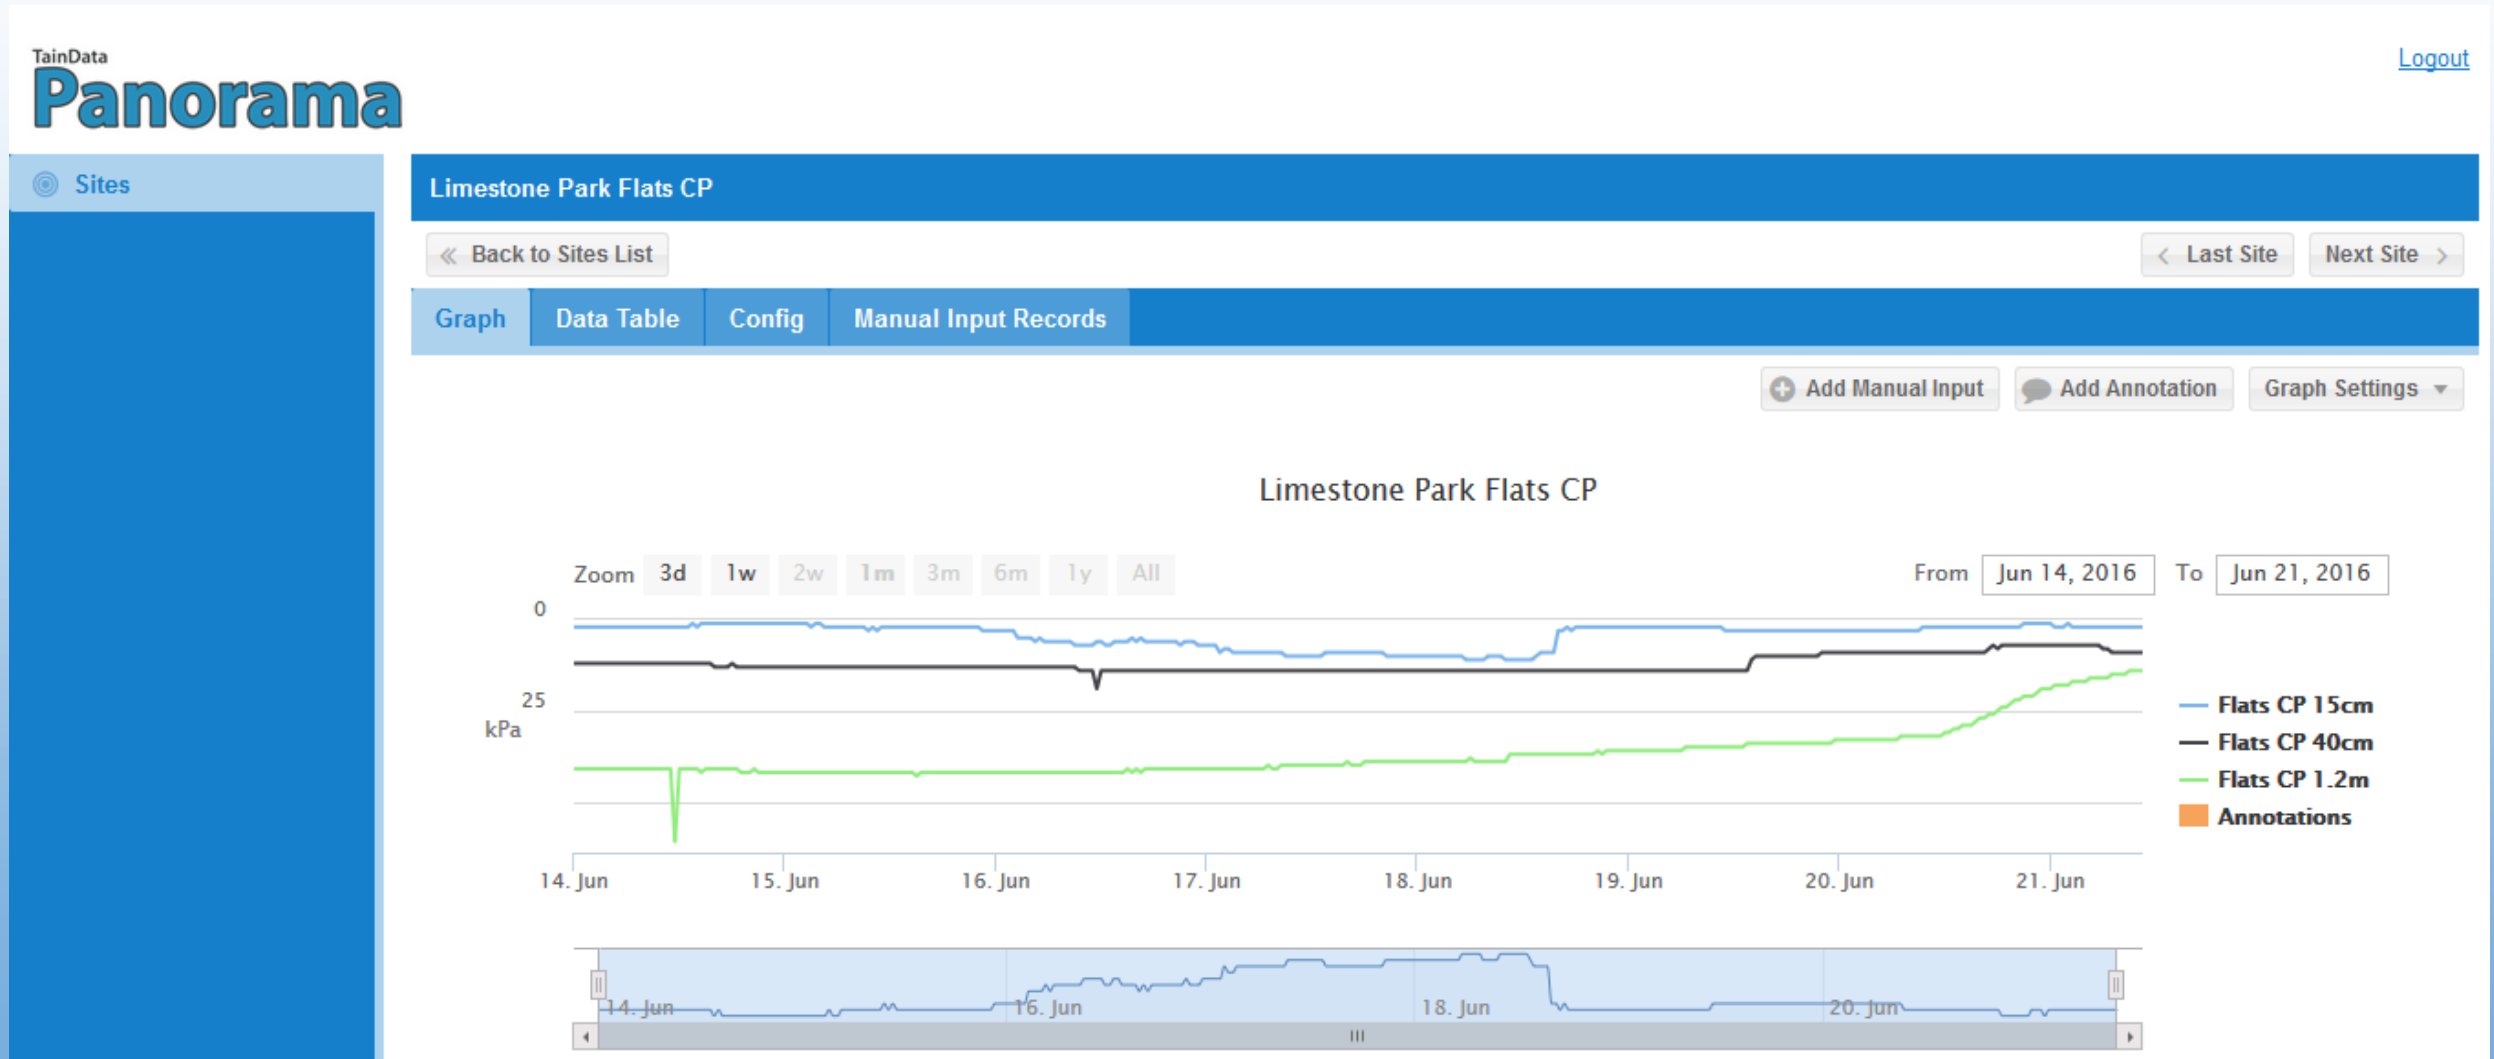 TainData
Panorama
Logout
Sites
Limestone Park Flats CP
Back to Sites List
Last Site
Next Site
Graph
Data Table
Config
Manual Input Records
Add Manual Input
Add Annotation
Graph Settings
Limestone Park Flats CP
Zoom 3d 1w 2w 1m 3m 6m 1y All
From Jun 14, 2016 To Jun 21, 2016
0
25
kPa
Flats CP 15cm
Flats CP 40cm
Flats CP 1.2m
Annotations
14. Jun 15. Jun 16. Jun 17. Jun 18. Jun 19. Jun 20. Jun 21. Jun
14. Jun 16. Jun 18. Jun 20. Jun